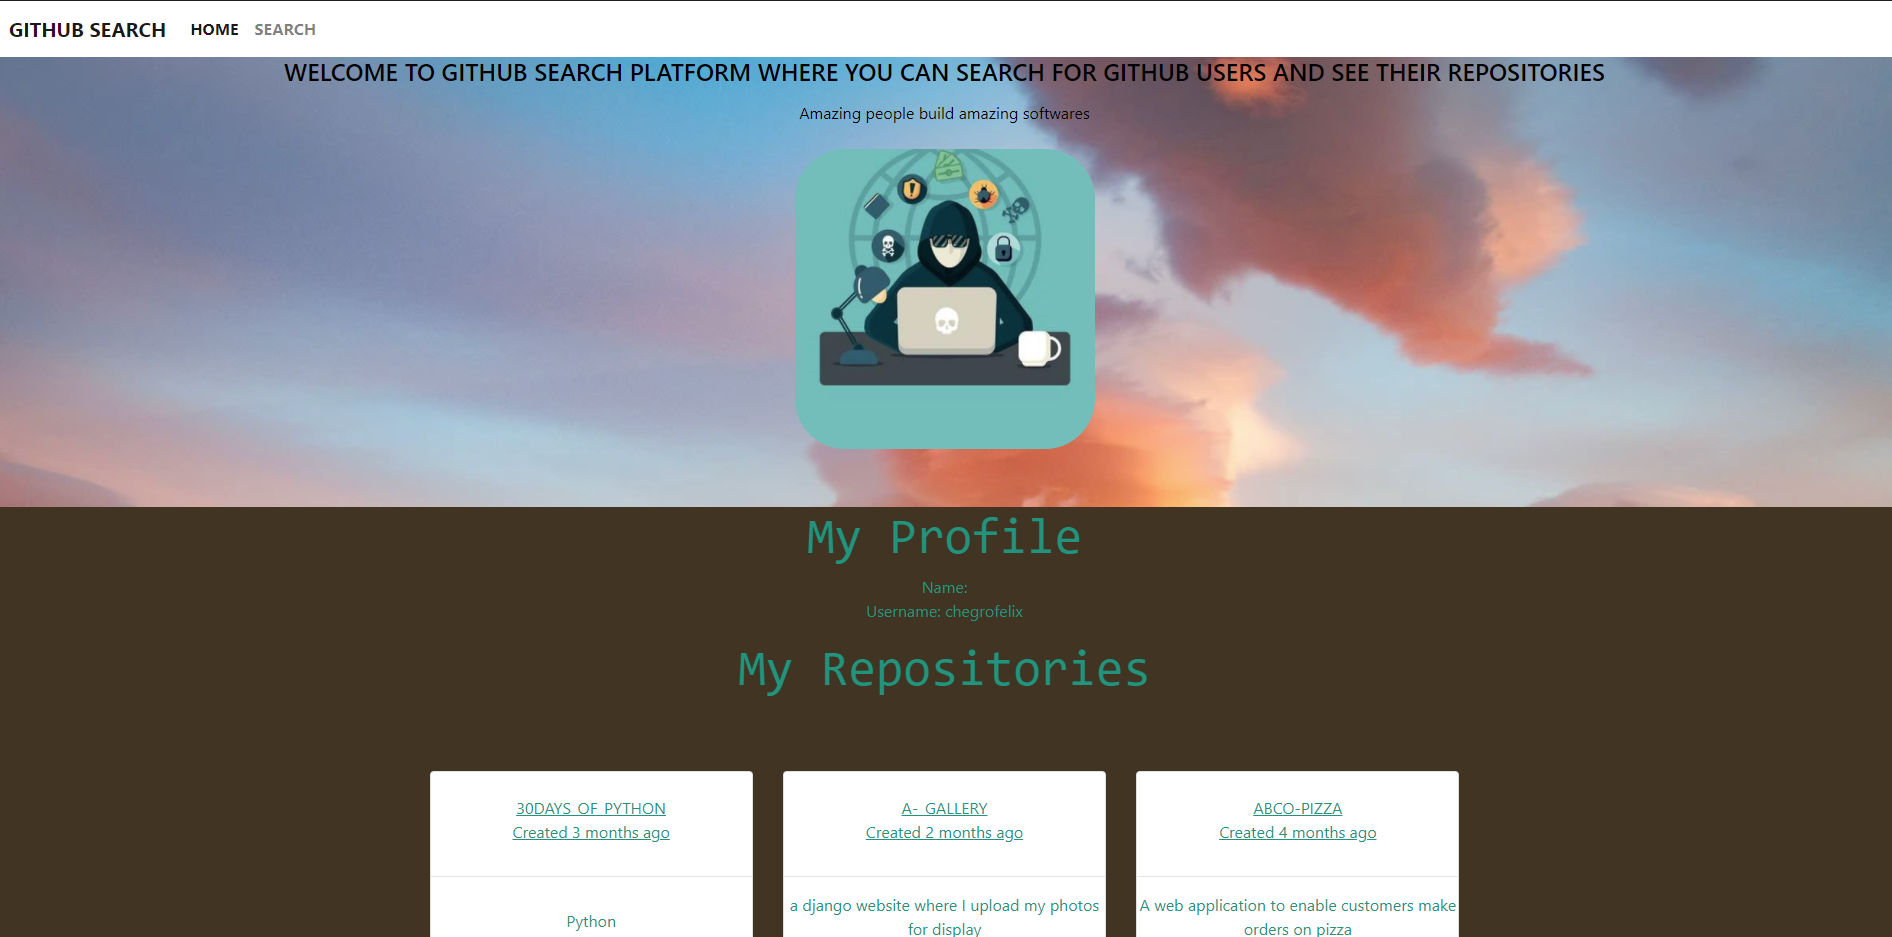 GITHUB SEARCH HOME SEARCH
WELCOME TO GITHUB SEARCH PLATFORM WHERE YOU CAN SEARCH FOR GITHUB USERS AND SEE THEIR REPOSITORIES
Amazing people build amazing softwares
My Profile
Name:
Username: chegrofelix
My Repositories
30DAYS_OF_PYTHON
Created 3 months ago
Python
A-_GALLERY
Created 2 months ago
a django website where I upload my photos
for display
ABCO-PIZZA
Created 4 months ago
A web application to enable customers make
orders on pizza